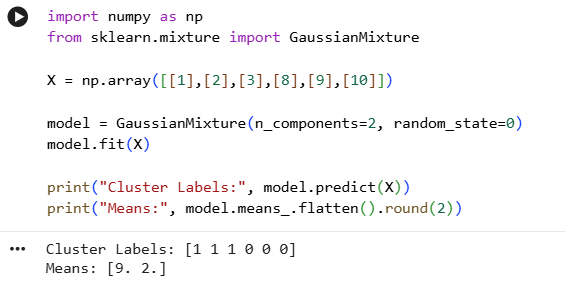 import numpy as np
from sklearn.mixture import GaussianMixture
X = np.array([[1],[2],[3],[8],[9],[10]])
model = GaussianMixture(n_components=2, random_state=0)
model.fit(X)
print("Cluster Labels:", model.predict(X))
print("Means:", model.means_.flatten().round(2))
Cluster Labels: [1 1 1 0 0 0]
Means: [9. 2.]